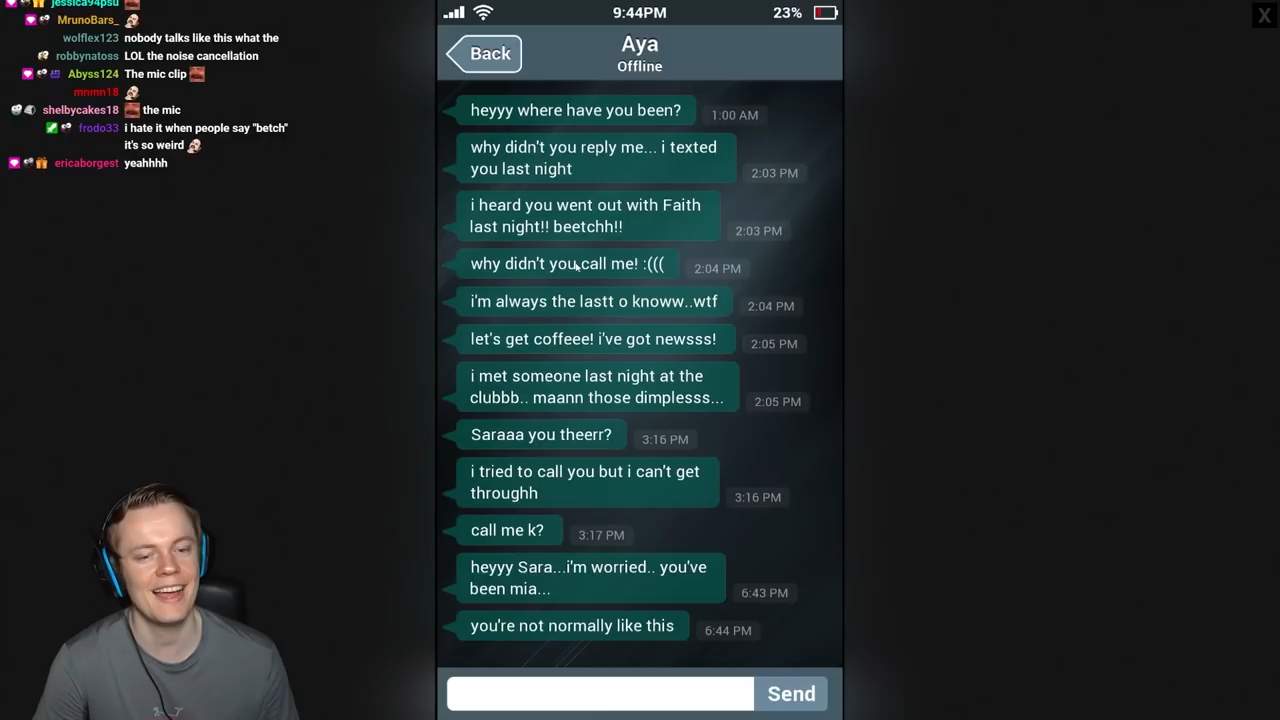 jessica94psu
MrunoBars_
wolflex123 nobody talks like this what the
robbynatoss LOL the noise cancellation
Abyss124 The mic clip
mnmn18
shelbycakes18 the mic
frodo33 i hate it when people say "betch"
it's so weird
ericaborgest yeahhhh
9:44PM
23%
X
Back
Aya
Offline
heyyy where have you been?
1:00 AM
why didn't you reply me... i texted
you last night
2:03 PM
i heard you went out with Faith
last night!! beetchh!!
2:03 PM
why didn't you call me! :(((
2:04 PM
i'm always the lastt o knoww..wtf
2:04 PM
let's get coffeee! i've got newsss!
2:05 PM
i met someone last night at the
clubbb.. maann those dimplesss...
2:05 PM
Saraaa you theerr?
3:16 PM
i tried to call you but i can't get
throughh
3:16 PM
call me k?
3:17 PM
heyyy Sara...i'm worried.. you've
been mia...
6:43 PM
you're not normally like this
6:44 PM
Send